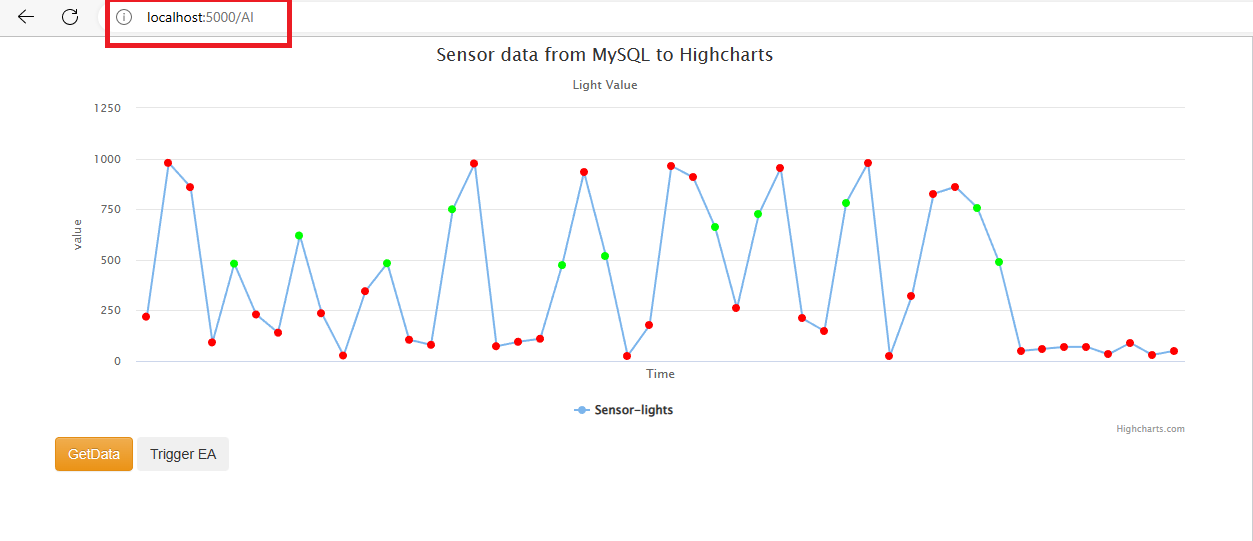 localhost:5000/AI
Sensor data from MySQL to Highcharts
Light Value
1250
1000
750
500
250
0
value
Time
Sensor-lights
Highcharts.com
GetData
Trigger EA